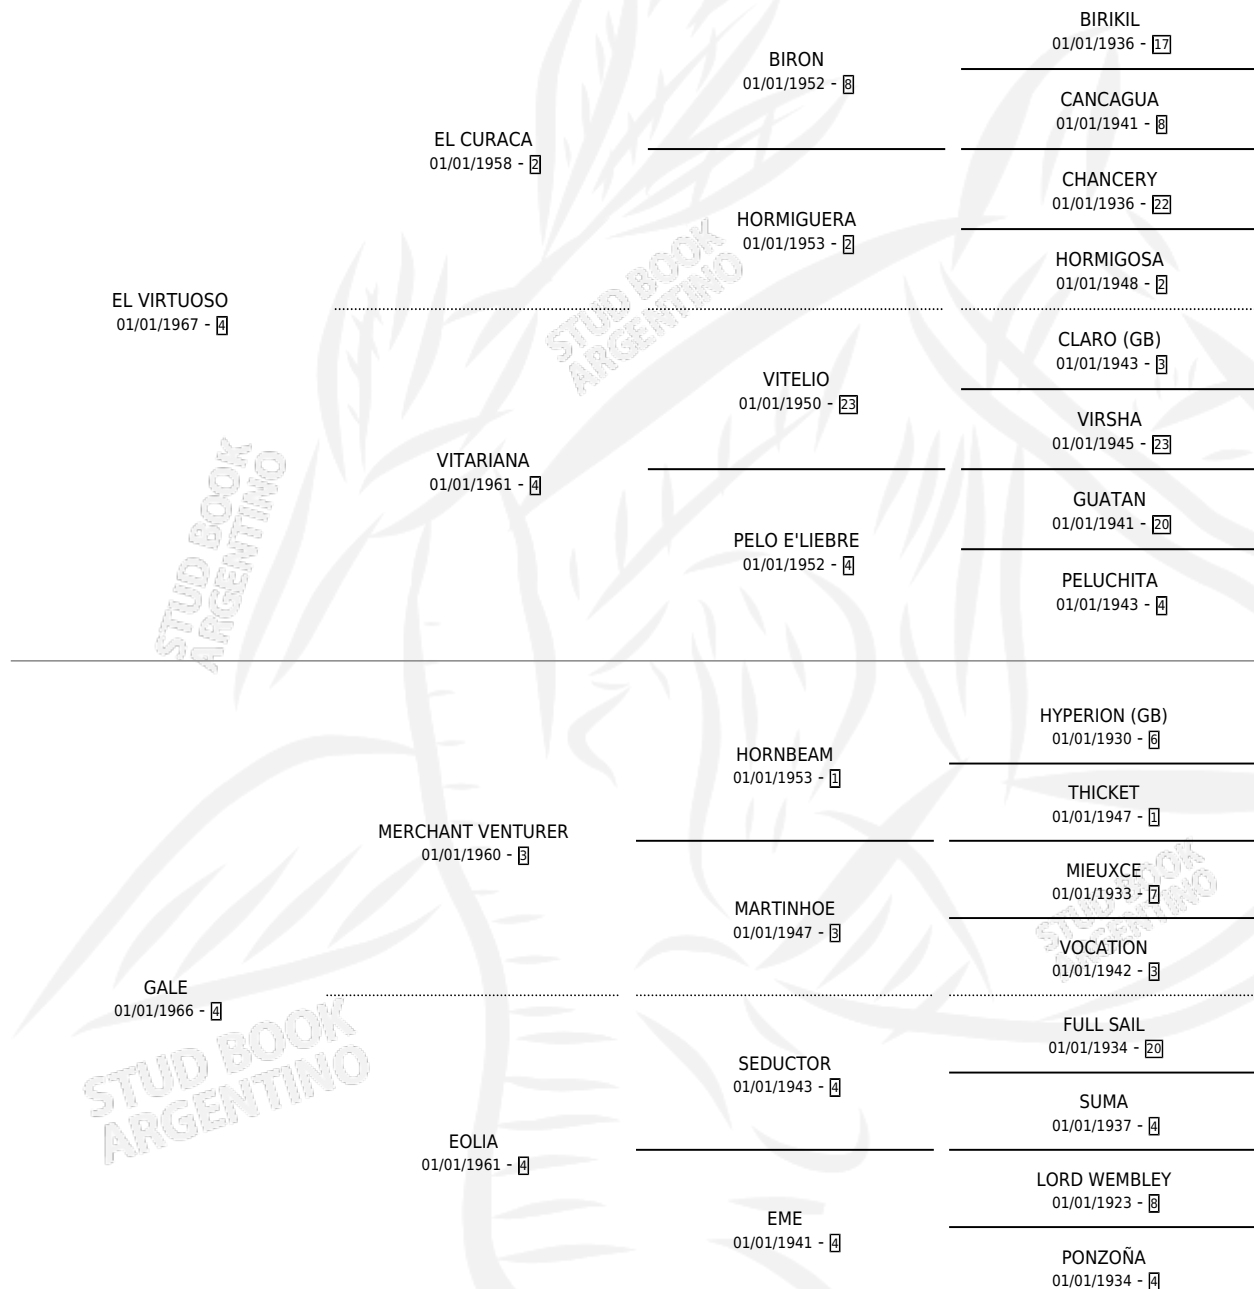 BIRIKIL
01/01/1936 - 17
BIRON
01/01/1952 - 8
CANCAGUA
01/01/1941 - 8
EL CURACA
01/01/1958 - 2
CHANCERY
01/01/1936 - 22
HORMIGUERA
01/01/1953 - 2
HORMIGOSA
01/01/1948 - 2
EL VIRTUOSO
01/01/1967 - 4
STUD BOOK
ARGENTINO
CLARO (GB)
01/01/1943 - 3
VITELIO
01/01/1950 - 23
VIRSHA
01/01/1945 - 23
VITARIANA
01/01/1961 - 4
GUATAN
01/01/1941 - 20
PELO E'LIEBRE
01/01/1952 - 4
PELUCHITA
01/01/1943 - 4
STUD BOOK
ARGENTINO
HYPERION (GB)
01/01/1930 - 6
HORNBEAM
01/01/1953 - 1
THICKET
01/01/1947 - 1
MERCHANT VENTURER
01/01/1960 - 3
MIEUXCE
01/01/1933 - 7
MARTINHOE
01/01/1947 - 3
VOCATION
01/01/1942 - 3
STUD BOOK
ARGENTINO
GALE
01/01/1966 - 4
FULL SAIL
01/01/1934 - 20
SEDUCTOR
01/01/1943 - 4
SUMA
01/01/1937 - 4
STUD BOOK
ARGENTINO
EOLIA
01/01/1961 - 4
LORD WEMBLEY
01/01/1923 - 8
EME
01/01/1941 - 4
PONZOÑA
01/01/1934 - 4